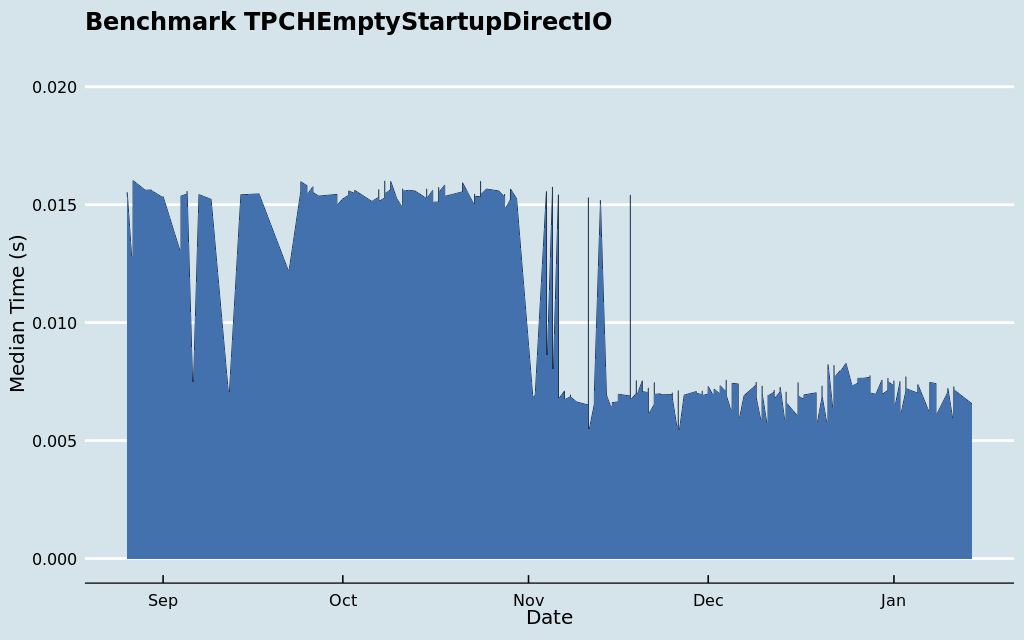 Benchmark TPCHEmptyStartupDirectIO
Median Time (s)
0.020
0.015
0.010
0.005
0.000
Sep Oct Nov Dec Jan
Date